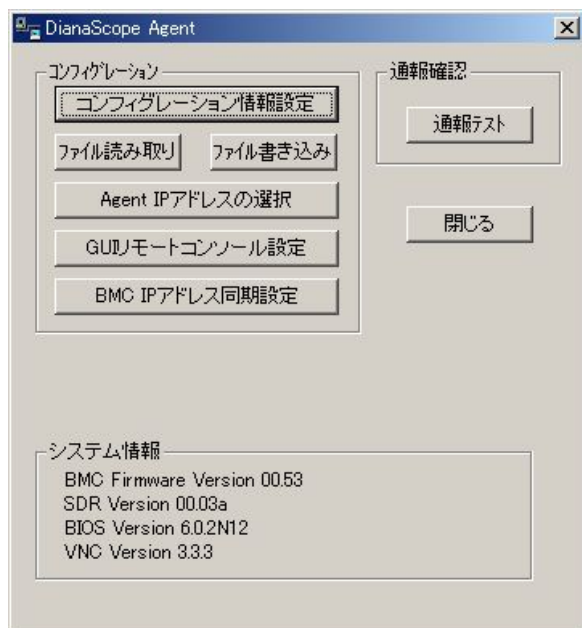 DianaScope Agent
コンフィグレーション
コンフィグレーション情報設定
ファイル読み取り ファイル書き込み
Agent IPアドレスの選択
GUIリモートコンソール設定
BMC IPアドレス同期設定
通報確認
通報テスト
閉じる
システム情報
BMC Firmware Version 00.53
SDR Version 00.03a
BIOS Version 6.0.2N12
VNC Version 3.3.3